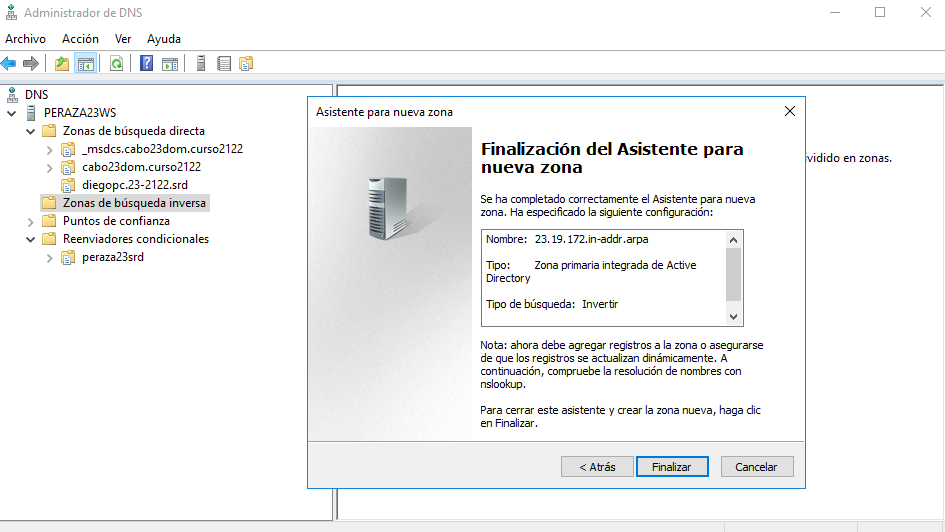 Administrador de DNS
Archivo Acción Ver Ayuda
DNS
PERAZA23WS
Zonas de búsqueda directa
_msdcs.cabo23dom.curso2122
cabo23dom.curso2122
diegopc.23-2122.srd
Zonas de búsqueda inversa
Puntos de confianza
Reenviadores condicionales
peraza23srd
vidido en zonas.
Asistente para nueva zona
Finalización del Asistente para
nueva zona
Se ha completado correctamente el Asistente para nueva
zona. Ha especificado la siguiente configuración:
Nombre: 23.19.172.in-addr.arpa
Tipo: Zona primaria integrada de Active
Directory
Tipo de búsqueda: Invertir
Nota: ahora debe agregar registros a la zona o asegurarse
de que los registros se actualizan dinámicamente. A
continuación, compruebe la resolución de nombres con
nslookup.
Para cerrar este asistente y crear la zona nueva, haga clic
en Finalizar.
< Atrás Finalizar Cancelar